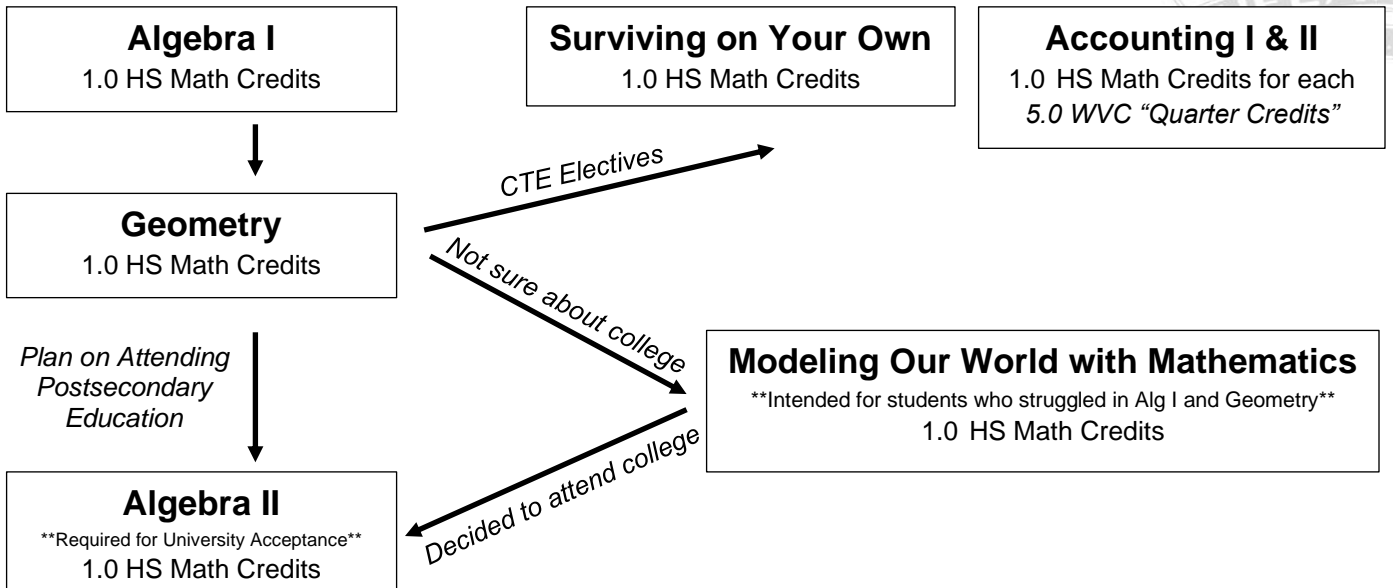 Algebra I
1.0 HS Math Credits
Surviving on Your Own
1.0 HS Math Credits
Accounting I & II
1.0 HS Math Credits for each
5.0 WVC “Quarter Credits”
CTE Electives
Geometry
1.0 HS Math Credits
Not sure about college
Plan on Attending
Postsecondary
Education
Modeling Our World with Mathematics
**Intended for students who struggled in Alg I and Geometry**
1.0 HS Math Credits
Decided to attend college
Algebra II
**Required for University Acceptance**
1.0 HS Math Credits